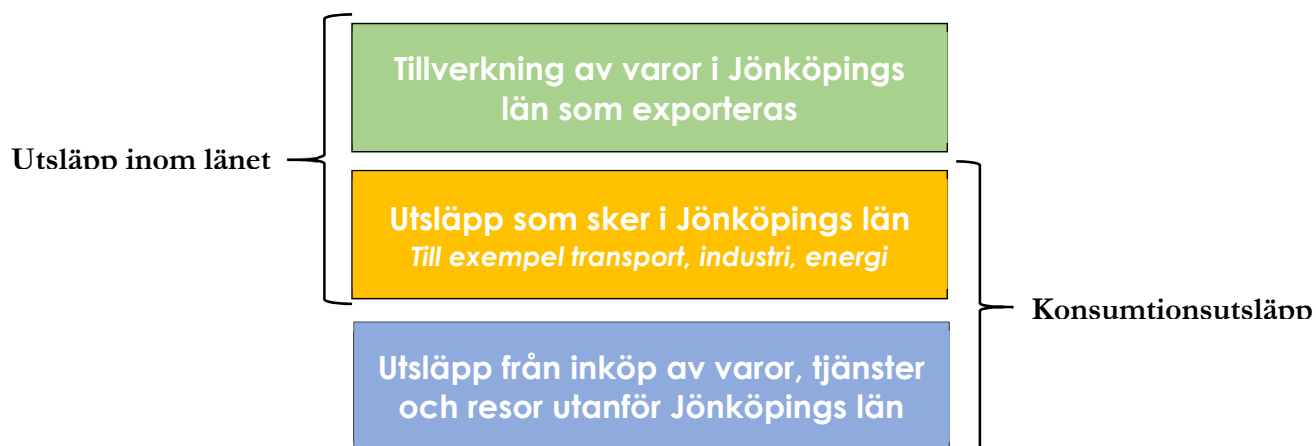 Tillverkning av varor i Jönköpings
län som exporteras
Utsläpp inom länet
Utsläpp som sker i Jönköpings län
Till exempel transport, industri, energi
Konsumtionsutsläpp
Utsläpp från inköp av varor, tjänster
och resor utanför Jönköpings län